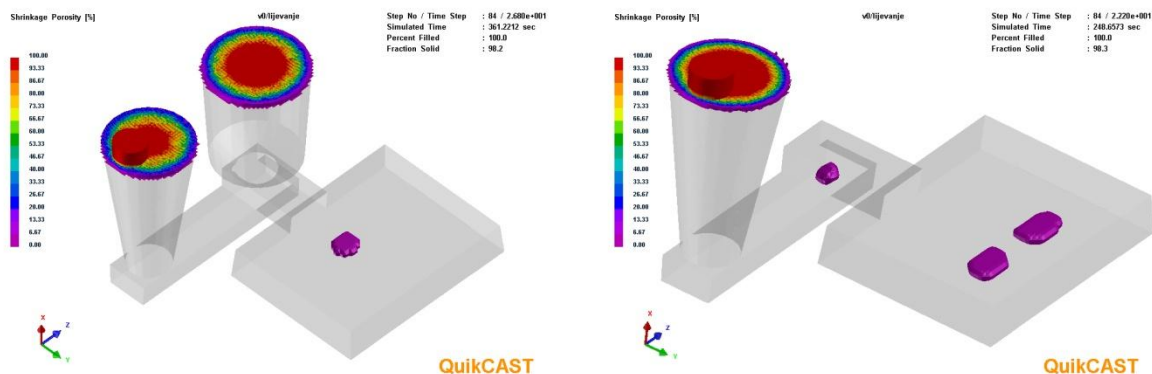 Shrinkage Porosity [%]
v0/lijevanje
Step No / Time Step : 84 / 2.680e+001
Simulated Time : 361.2212 sec
Percent Filled : 100.0
Fraction Solid : 98.2
100.00
93.33
86.67
80.00
73.33
66.67
60.00
53.33
46.67
40.00
33.33
26.67
20.00
13.33
6.67
0.00
X
Z
Y
QuikCAST
Shrinkage Porosity [%]
v0/lijevanje
Step No / Time Step : 84 / 2.220e+001
Simulated Time : 248.6573 sec
Percent Filled : 100.0
Fraction Solid : 98.3
100.00
93.33
86.67
80.00
73.33
66.67
60.00
53.33
46.67
40.00
33.33
26.67
20.00
13.33
6.67
0.00
X
Z
Y
QuikCAST